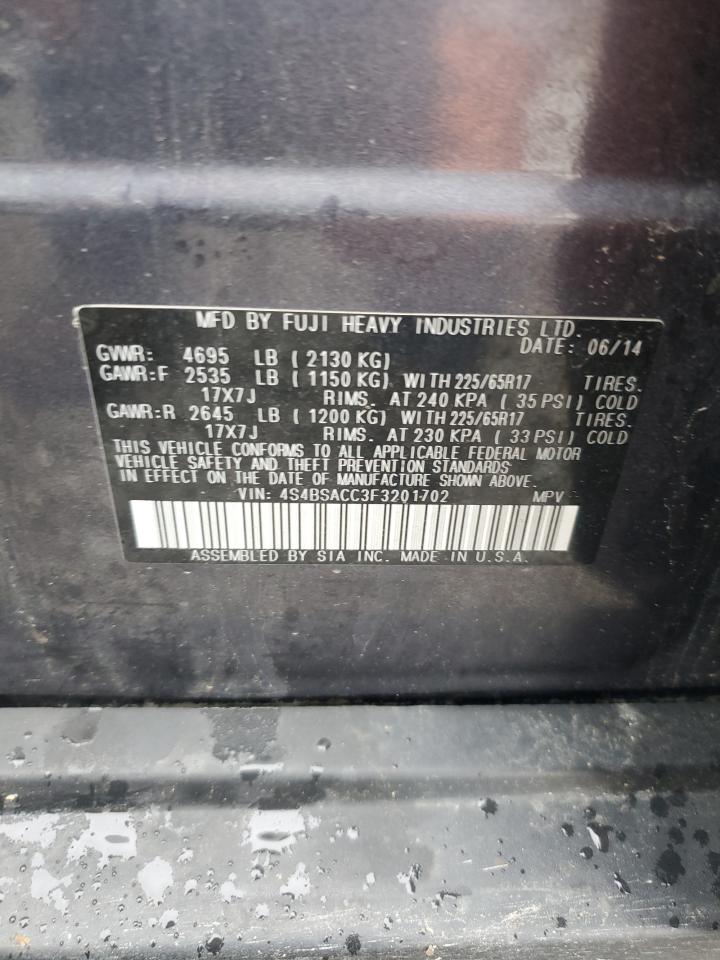 MFD BY FUJI HEAVY INDUSTRIES LTD.
DATE: 06/14
GVWR: 4695 LB ( 2130 KG)
GAWR:F 2535 LB ( 1150 KG) WITH 225/65R17 TIRES.
17X7J RIMS. AT 240 KPA ( 35 PSI) COLD
GAWR:R 2645 LB ( 1200 KG) WITH 225/65R17 TIRES.
17X7J RIMS. AT 230 KPA ( 33 PSI) COLD
THIS VEHICLE CONFORMS TO ALL APPLICABLE FEDERAL MOTOR
VEHICLE SAFETY AND THEFT PREVENTION STANDARDS
IN EFFECT ON THE DATE OF MANUFACTURE SHOWN ABOVE.
VIN: 4S4BSACC3F3201702 MPV
ASSEMBLED BY SIA INC. MADE IN U.S.A.